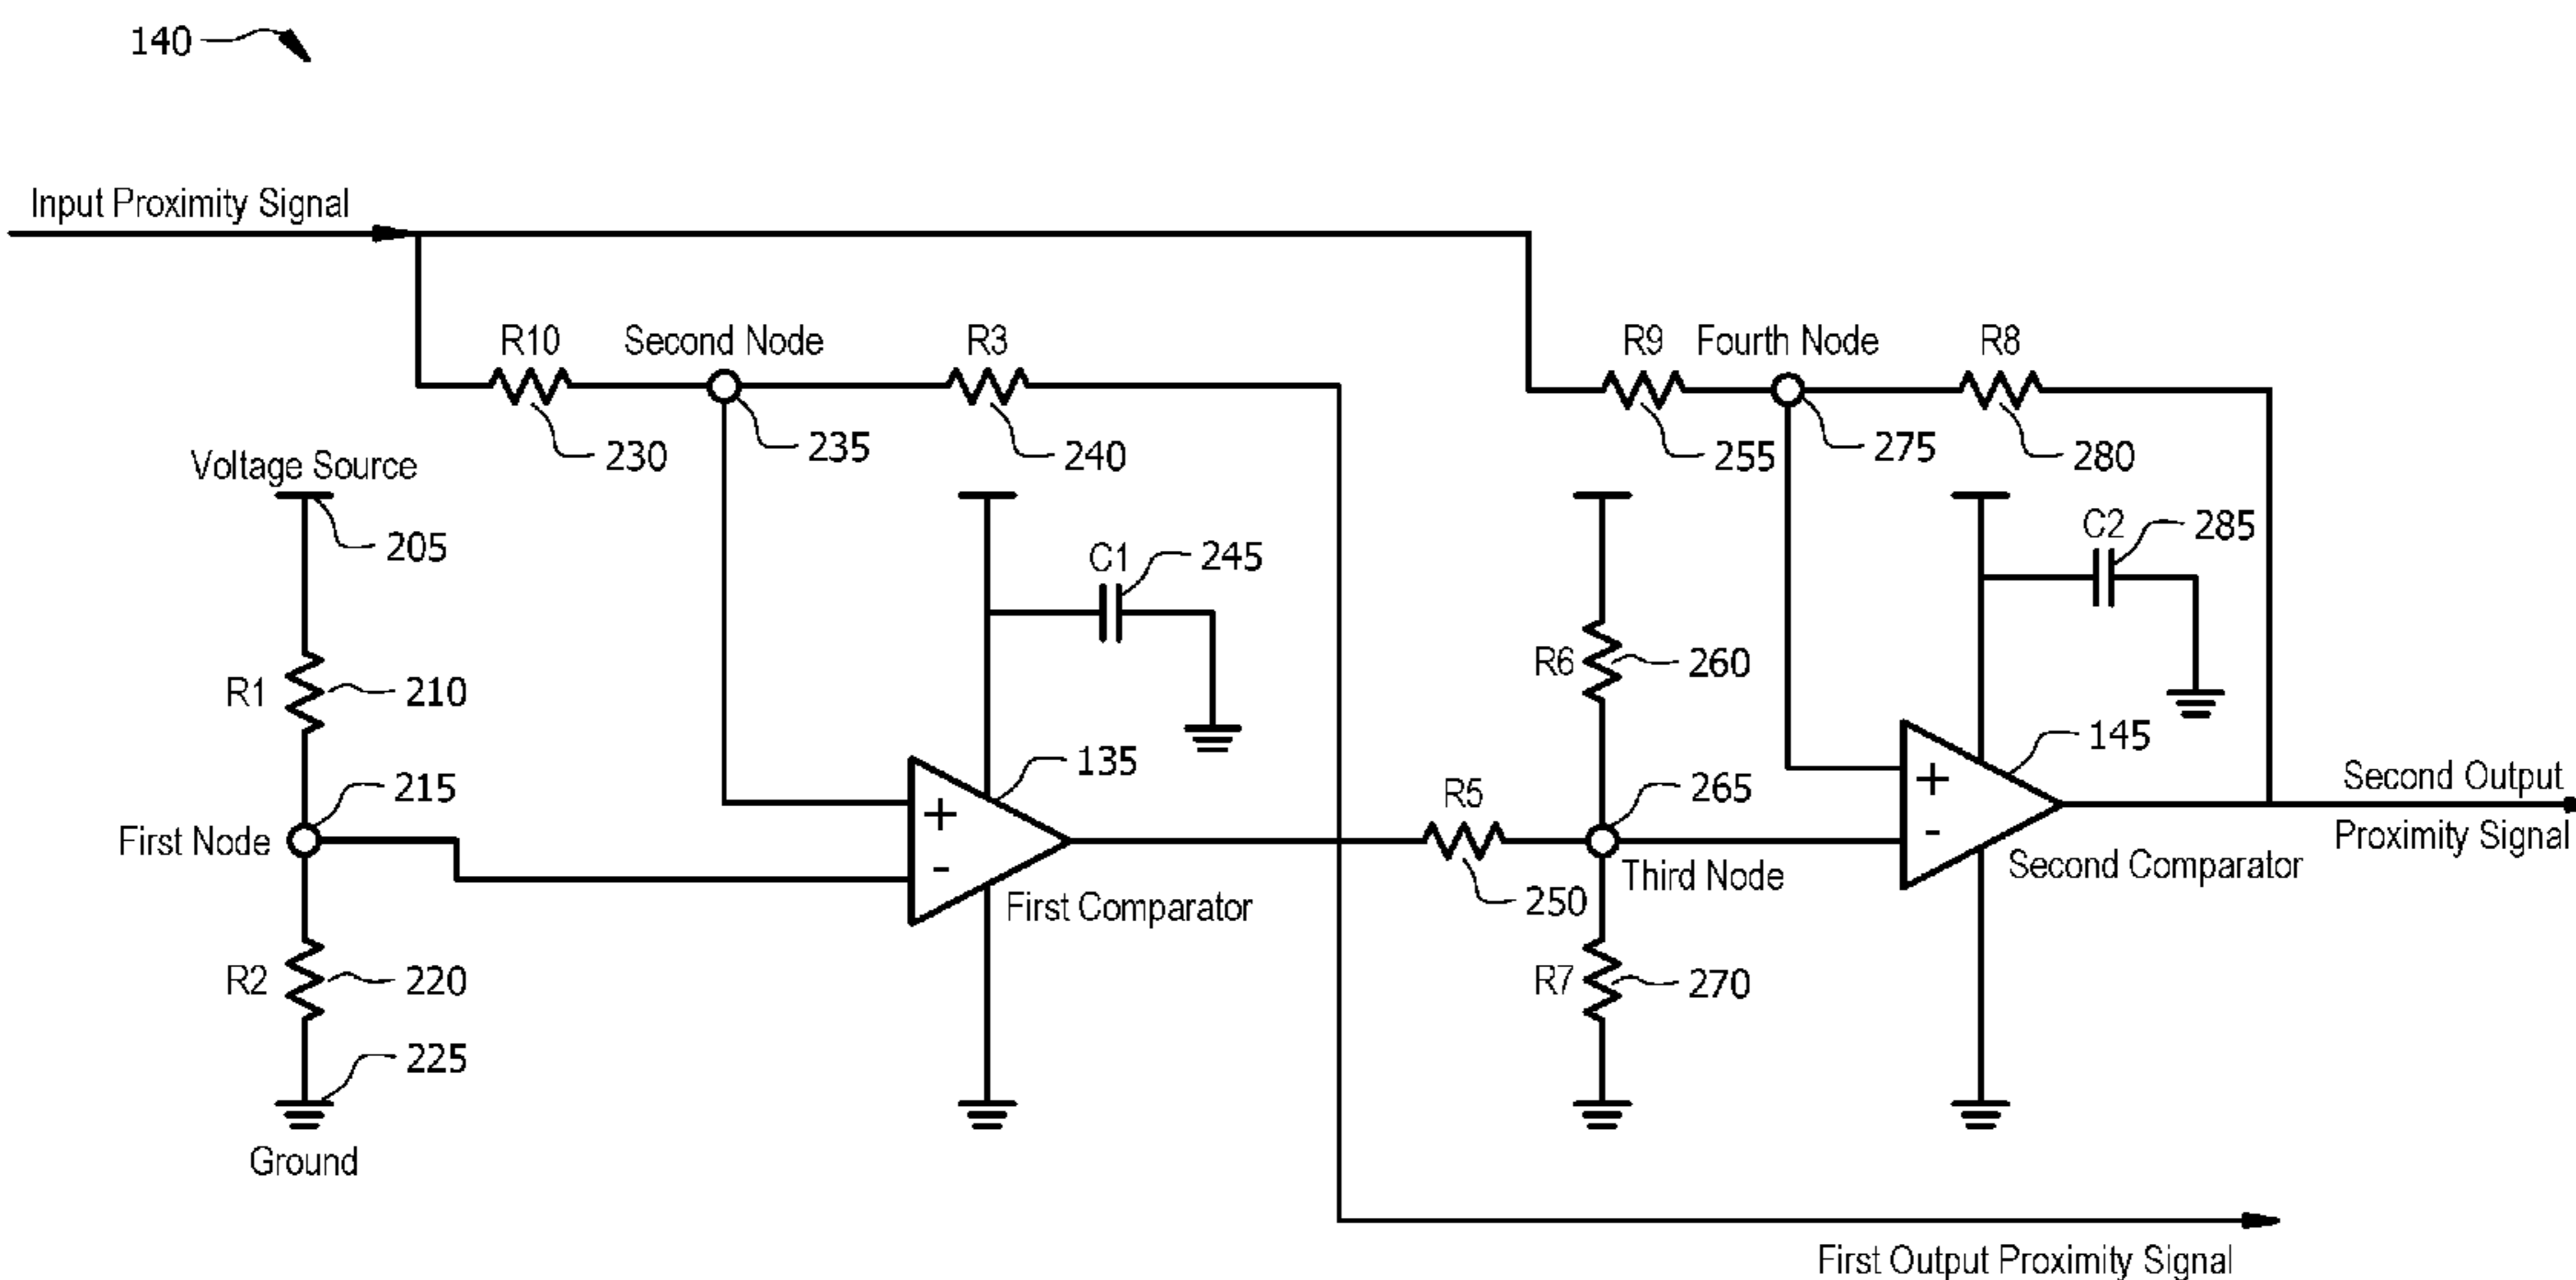 140
Input Proximity Signal
R10
Second Node
R3
R9
Fourth Node
R8
230
235
240
255
275
280
Voltage Source
205
C1
245
C2
285
R1
210
R6
260
135
145
215
First Node
R5
265
+
-
First Comparator
250
Third Node
+
-
Second Comparator
Second Output
Proximity Signal
R2
220
R7
270
225
Ground
First Output Proximity Signal